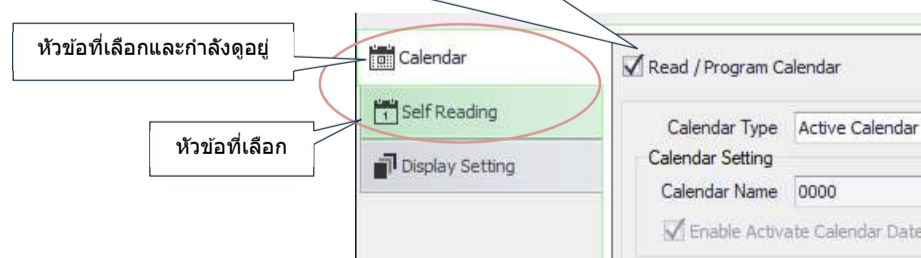 หัวข้อที่เลือกและกำลังดูอยู่
Calendar
Self Reading
1
Display Setting
หัวข้อที่เลือก
Read / Program Calendar
Calendar Type Active Calendar
Calendar Setting
Calendar Name 0000
Enable Activate Calendar Date